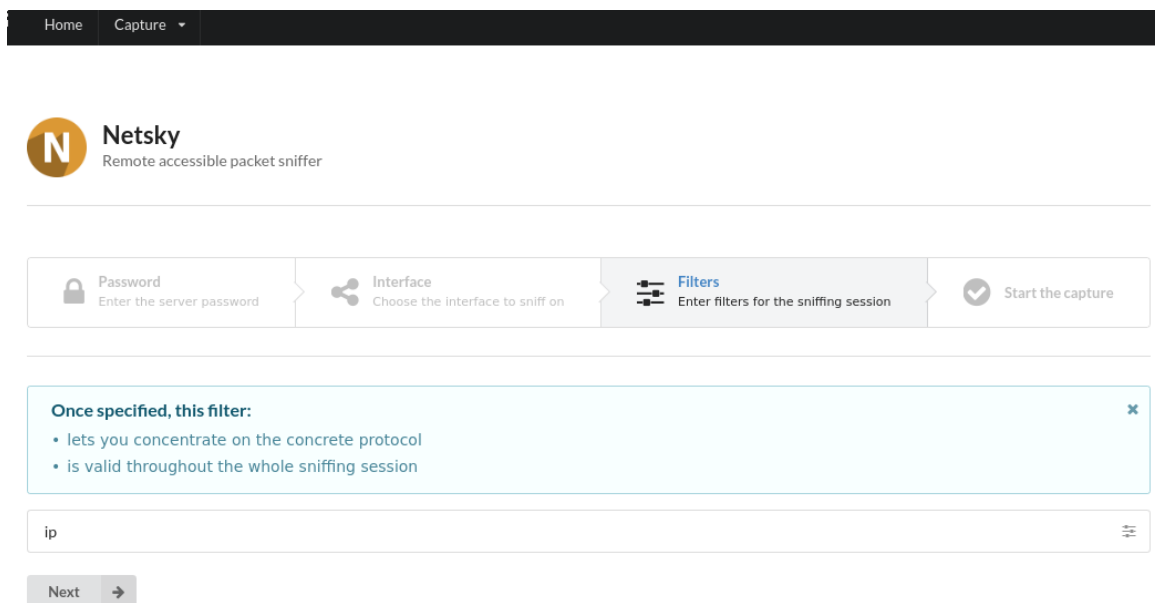 Home Capture
N
Netsky
Remote accessible packet sniffer
Password
Enter the server password
Interface
Choose the interface to sniff on
Filters
Enter filters for the sniffing session
Start the capture
Once specified, this filter:
• lets you concentrate on the concrete protocol
• is valid throughout the whole sniffing session
ip
Next